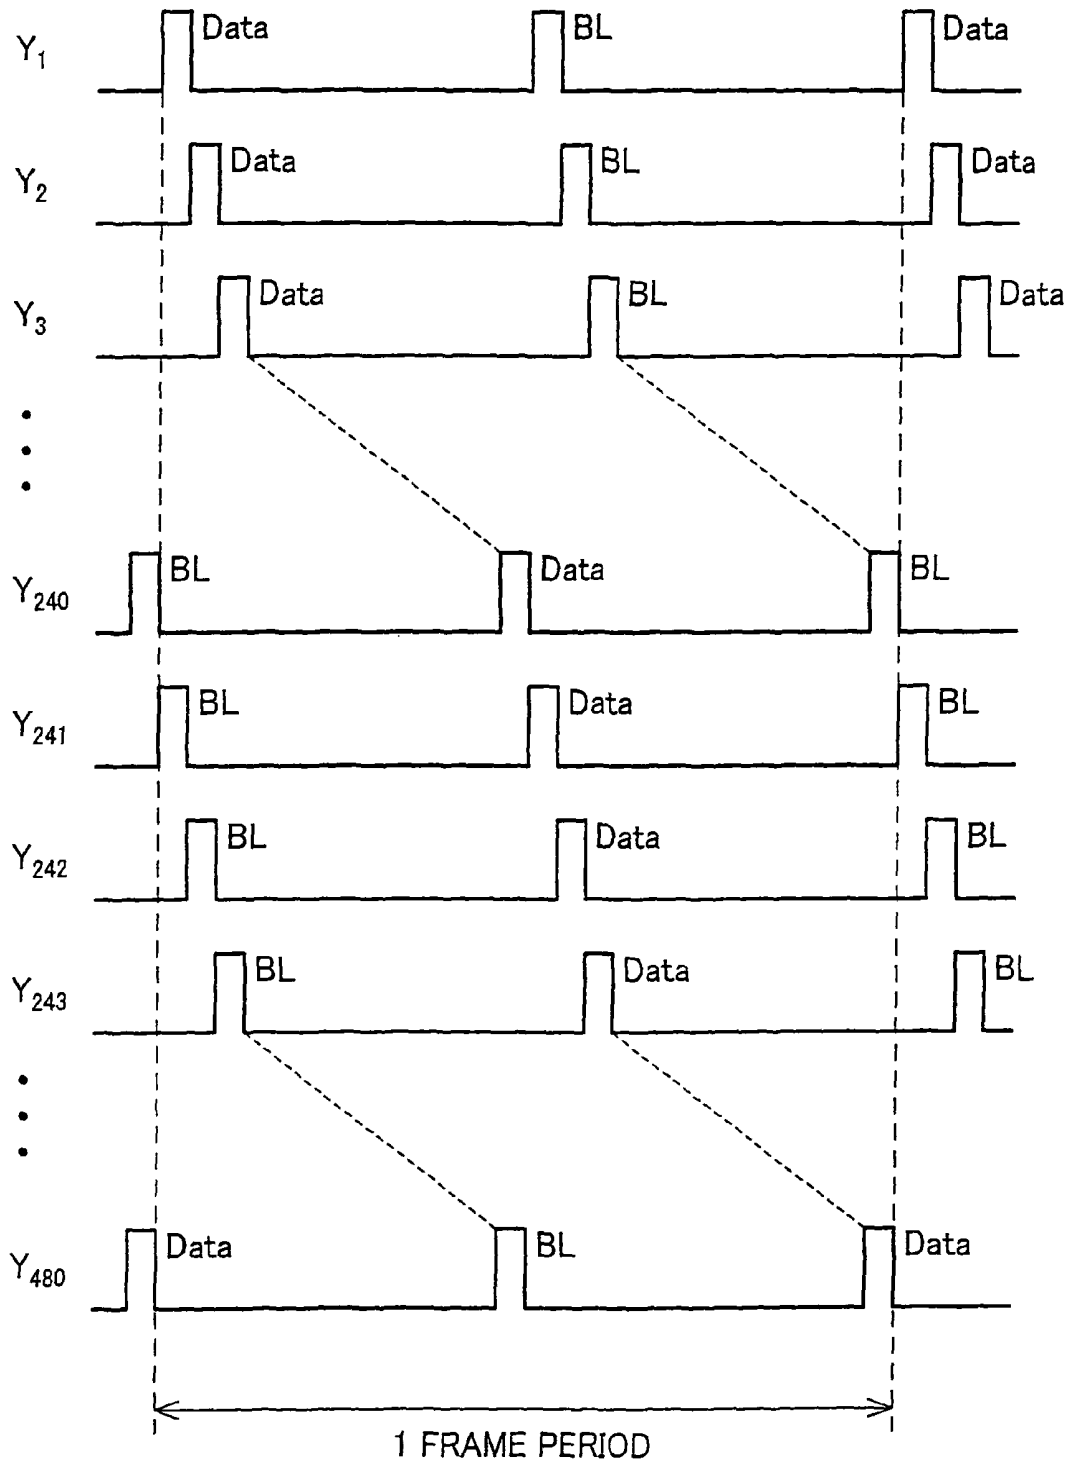 Y1 Data BL Data
Y2 Data BL Data
Y3 Data BL Data
Y240 BL Data BL
Y241 BL Data BL
Y242 BL Data BL
Y243 BL Data BL
Y480 Data BL Data
1 FRAME PERIOD